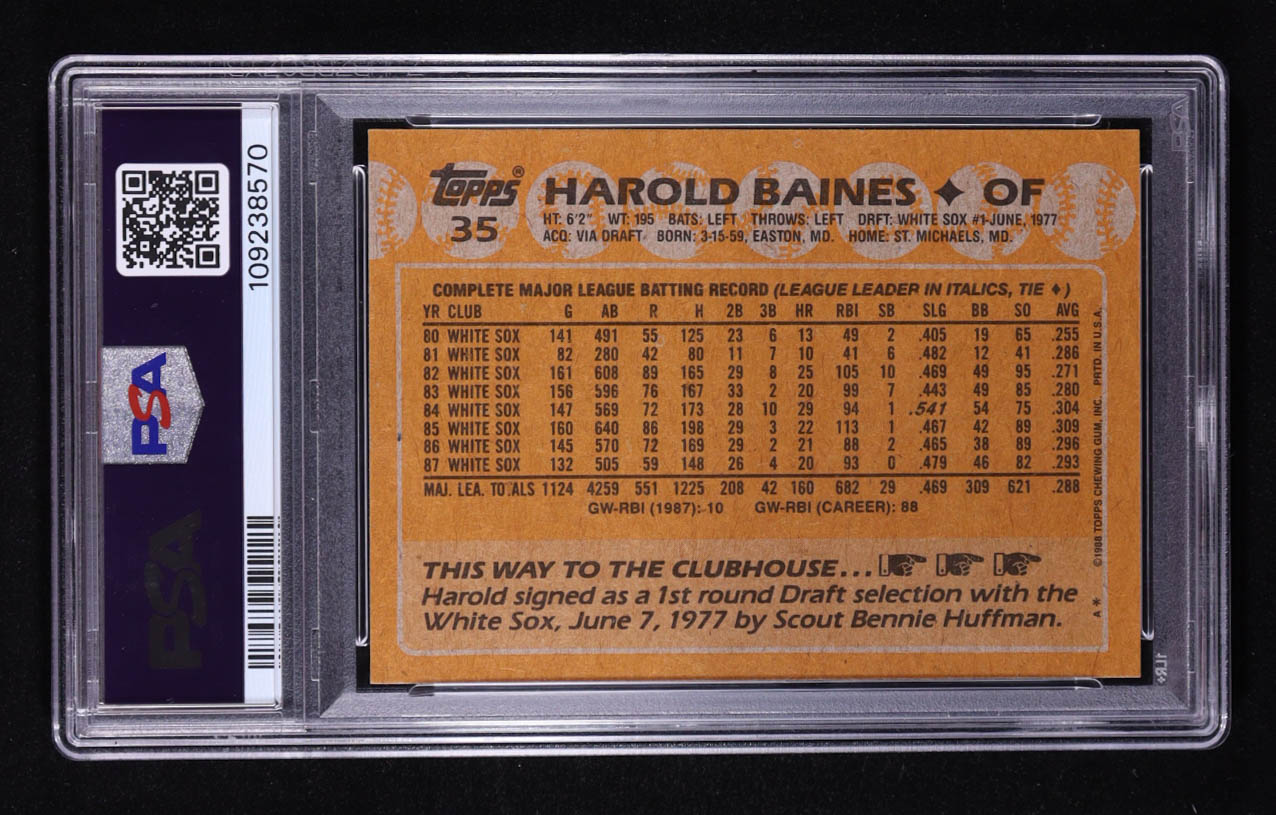 PSA
109238570
PSA
Topps®
35
HAROLD BAINES ✦ OF
HT: 6'2" WT: 195 BATS: LEFT THROWS: LEFT DRFT: WHITE SOX #1-JUNE, 1977
ACQ: VIA DRAFT BORN: 3-15-59, EASTON, MD. HOME: ST. MICHAELS, MD.
COMPLETE MAJOR LEAGUE BATTING RECORD (LEAGUE LEADER IN ITALICS, TIE ♦)
YR CLUB G AB R H 2B 3B HR RBI SB SLG BB SO AVG
80 WHITE SOX 141 491 55 125 23 6 13 49 2 .405 19 65 .255
81 WHITE SOX 82 280 42 80 11 7 10 41 6 .482 12 41 .286
82 WHITE SOX 161 608 89 165 29 8 25 105 10 .469 49 95 .271
83 WHITE SOX 156 596 76 167 33 2 20 99 7 .443 49 85 .280
84 WHITE SOX 147 569 72 173 28 10 29 94 1 .541 54 75 .304
85 WHITE SOX 160 640 86 198 29 3 22 113 1 .467 42 89 .309
86 WHITE SOX 145 570 72 169 29 2 21 88 2 .465 38 89 .296
87 WHITE SOX 132 505 59 148 26 4 20 93 0 .479 46 82 .293
MAJ. LEA. TOTALS 1124 4259 551 1225 208 42 160 682 29 .469 309 621 .288
GW-RBI (1987): 10 GW-RBI (CAREER): 88
THIS WAY TO THE CLUBHOUSE...
Harold signed as a 1st round Draft selection with the
White Sox, June 7, 1977 by Scout Bennie Huffman.
A* ©1988 TOPPS CHEWING GUM, INC. PRTD. IN U.S.A.
1LR+